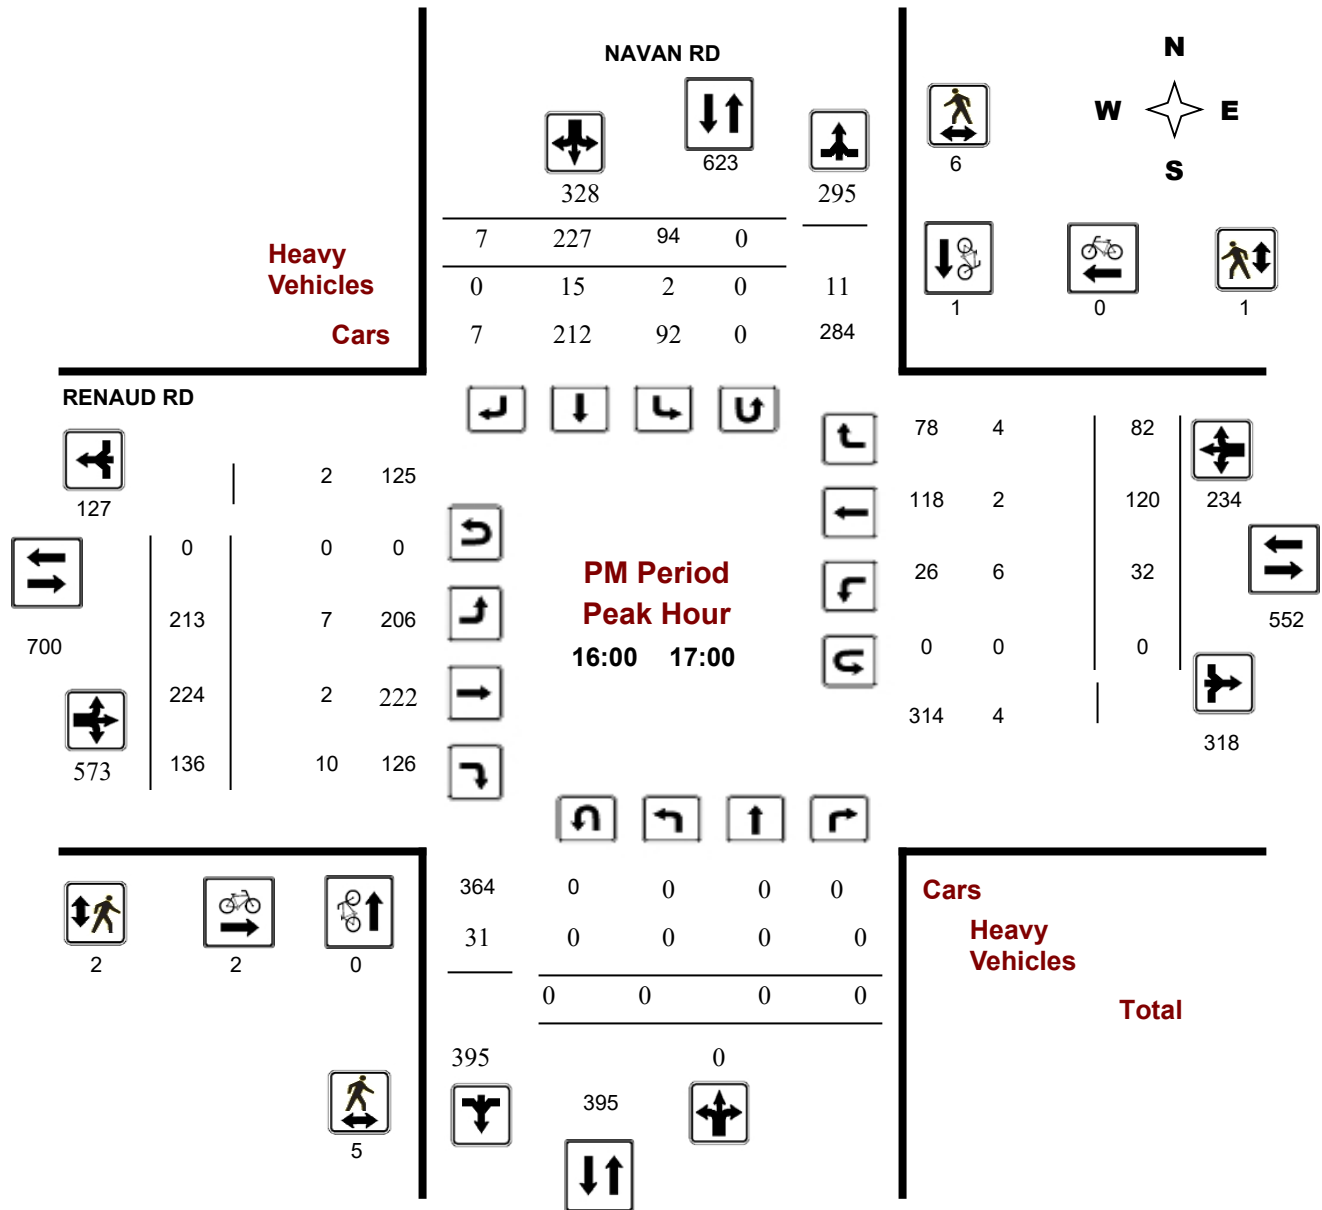 NAVAN RD
N
W E
S
623
6
328
295
7 227 94 0
Heavy
Vehicles
0 15 2 0 11
1 0 1
Cars
7 212 92 0 284
RENAUD RD
78 4 82
2 125
127
118 2 120 234
0 0 0
PM Period
26 6 32
Peak Hour
213 7 206
552
700
16:00 17:00
0 0 0
224 2 222
314 4
318
573 136 10 126
364 0 0 0 0
Cars
31 0 0 0 0
Heavy
Vehicles
2 2 0
0 0 0 0
Total
395 0
395
5